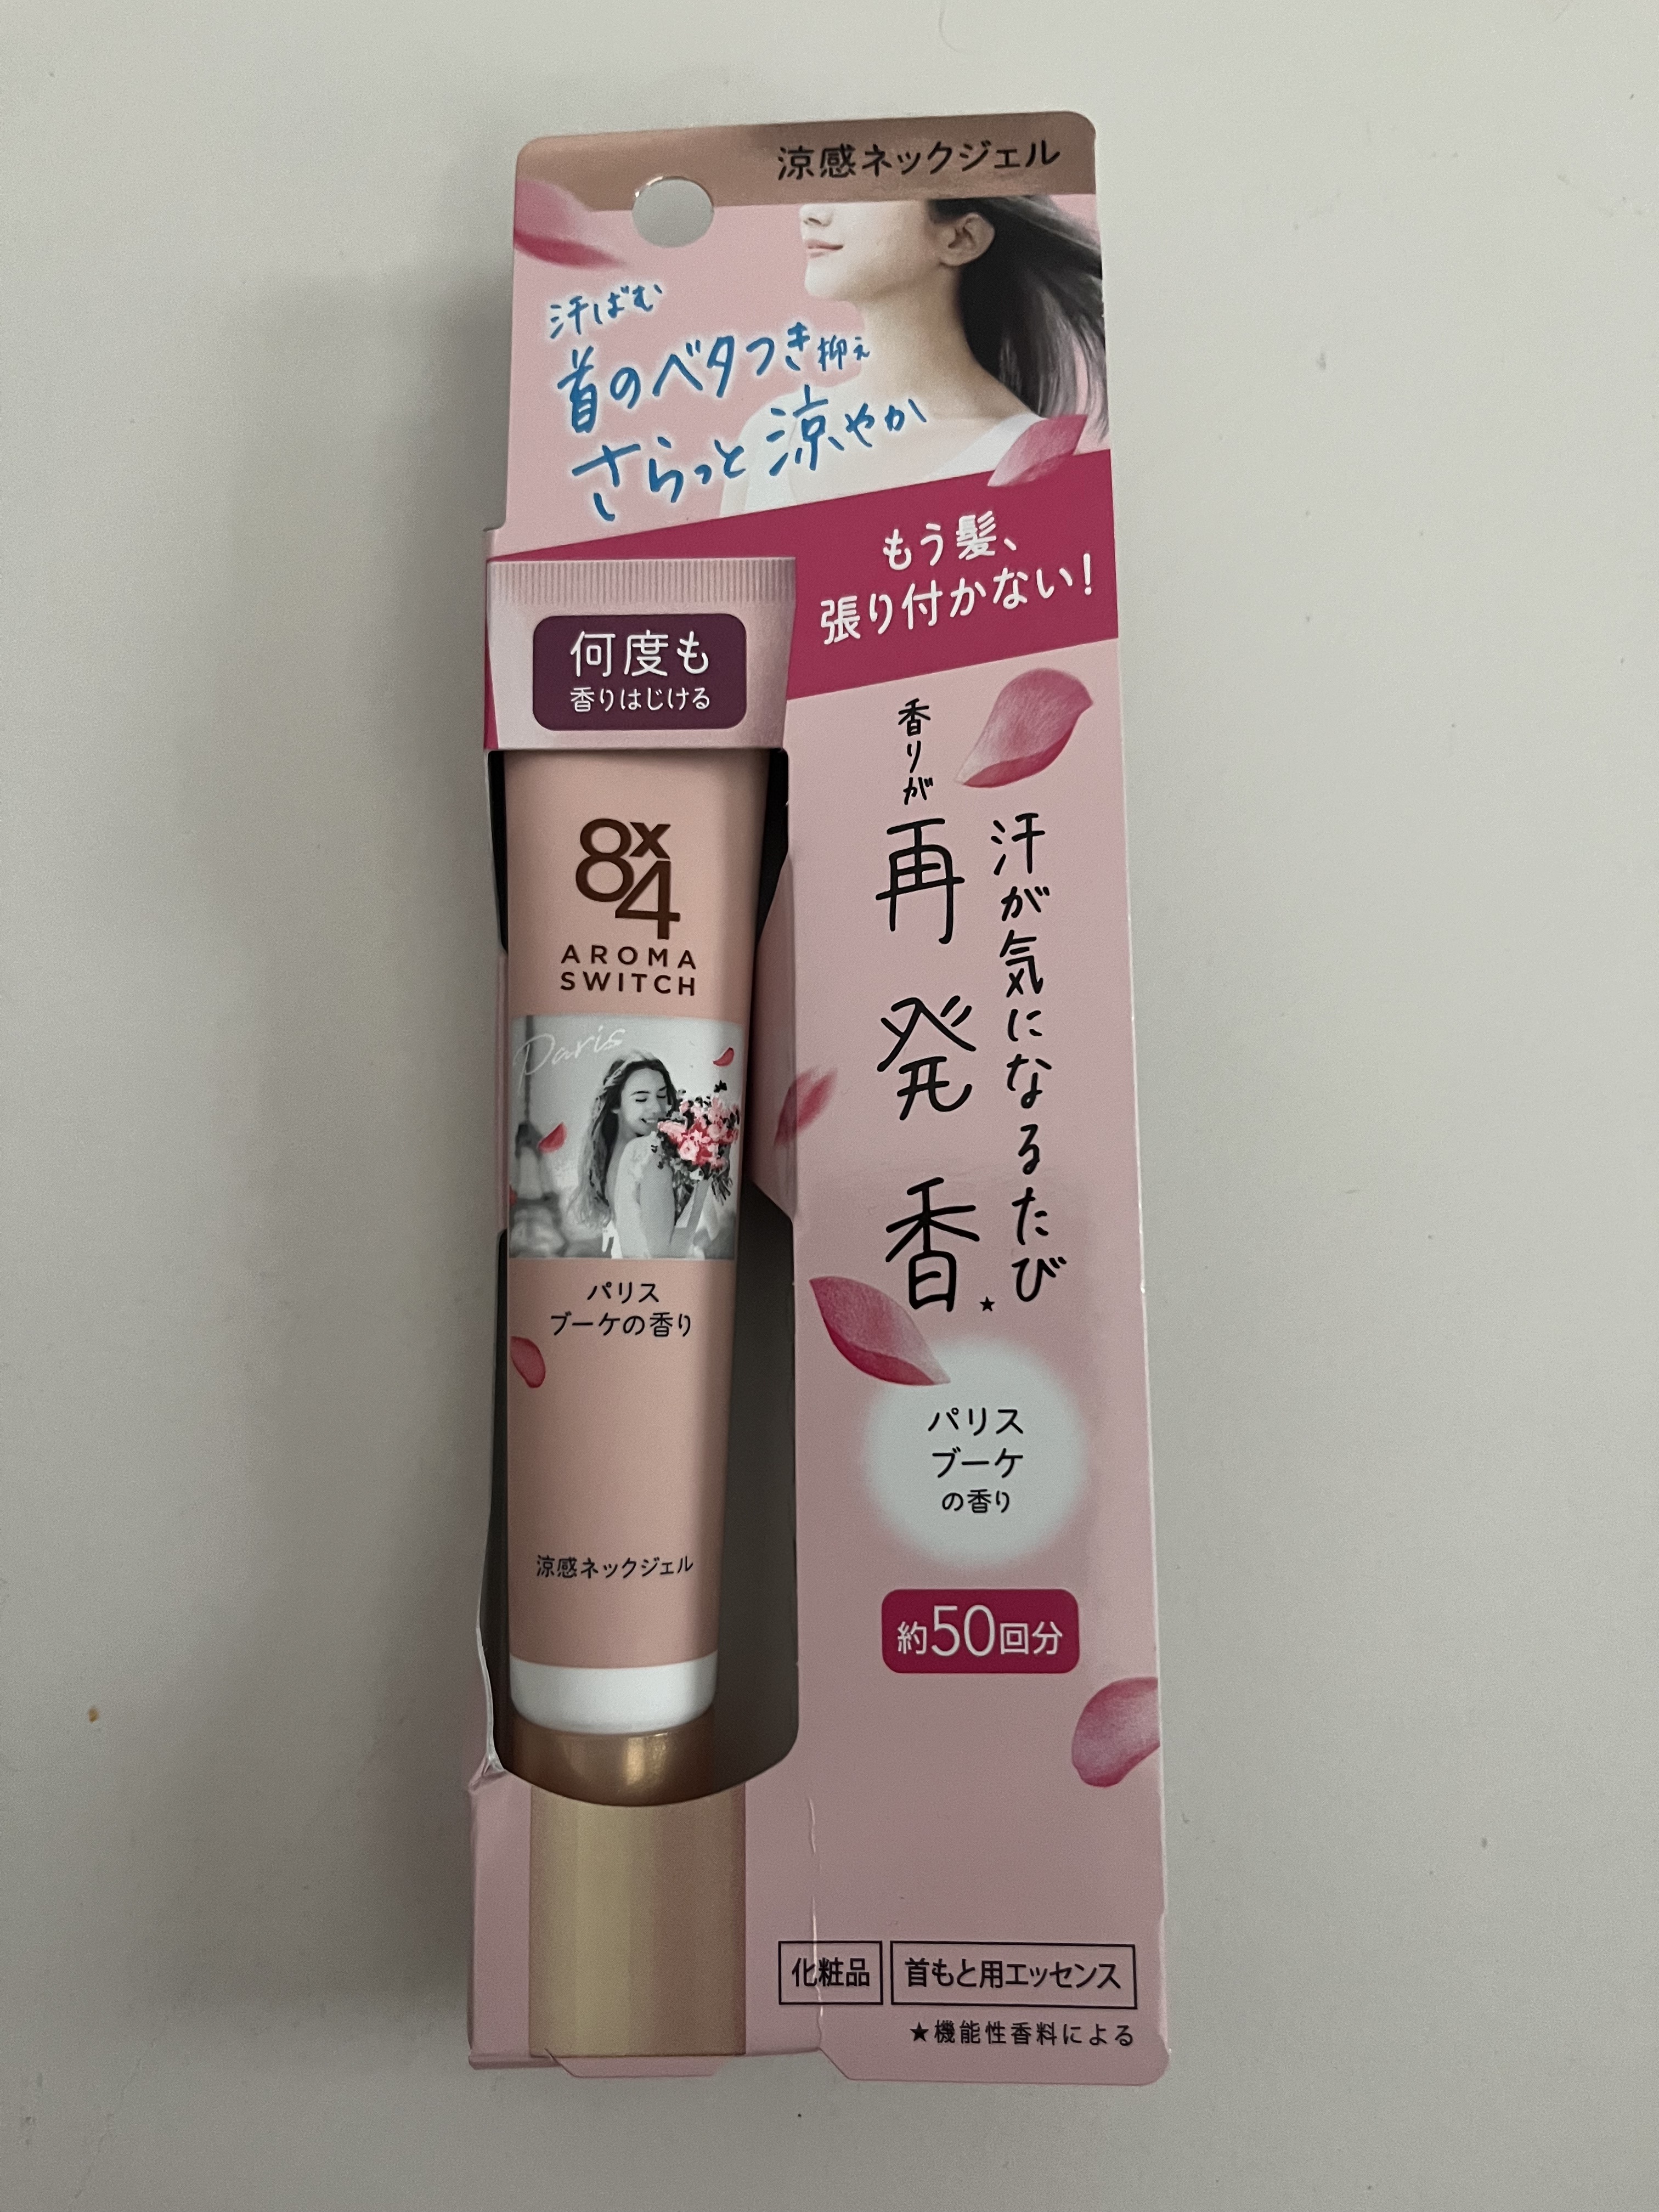 涼感ネックジェル
汗ばむ
首のベタつき抑え
さらっと涼やか
もう髪、
張り付かない!
何度も
香りはじける
8x4
AROMA
SWITCH
Paris
パリス
ブーケの香り
涼感ネックジェル
汗が気になるたび
香りが再発香★
パリス
ブーケ
の香り
約50回分
化粧品
首もと用エッセンス
★機能性香料による